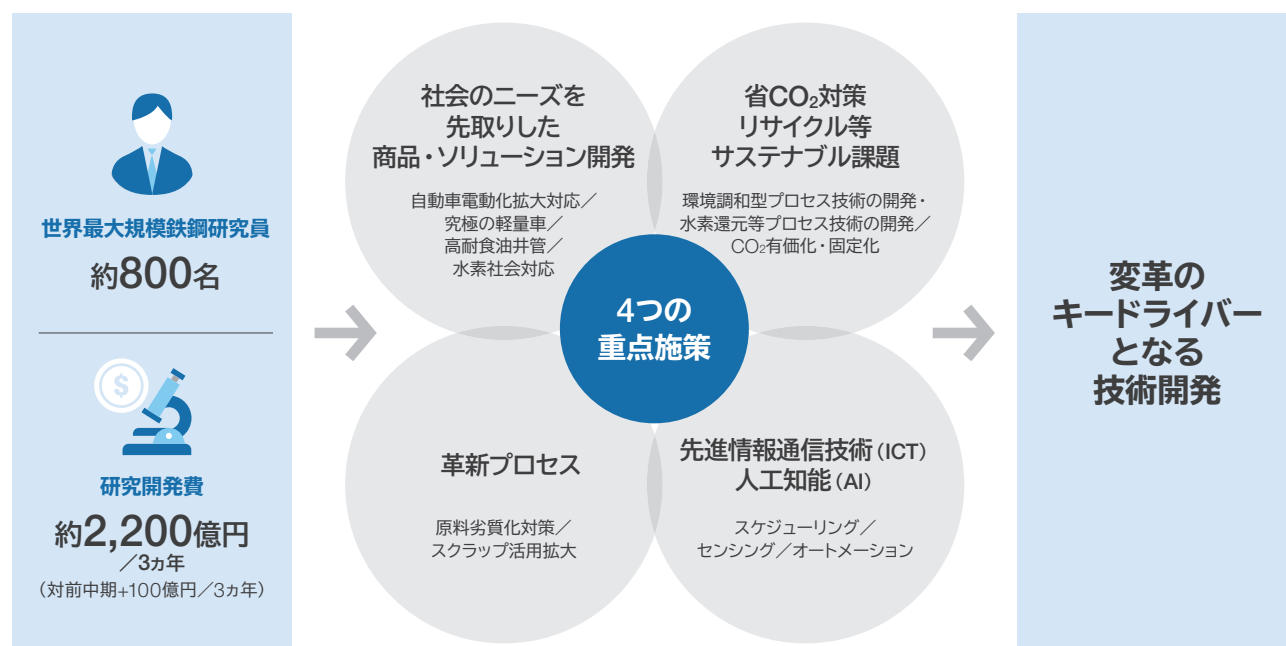 世界最大規模鉄鋼研究員
約800名
$
研究開発費
約2,200億円
／3ヵ年
（対前中期+100億円／3ヵ年）
社会のニーズを
先取りした
商品・ソリューション開発
自動車電動化拡大対応／
究極の軽量車／
高耐食油井管／
水素社会対応
省CO₂対策
リサイクル等
サステナブル課題
環境調和型プロセス技術の開発・
水素還元等プロセス技術の開発／
CO₂有価化・固定化
4つの
重点施策
革新プロセス
原料劣質化対策／
スクラップ活用拡大
先進情報通信技術（ICT）
人工知能（AI）
スケジューリング／
センシング／オートメーション
変革の
キードライバー
となる
技術開発